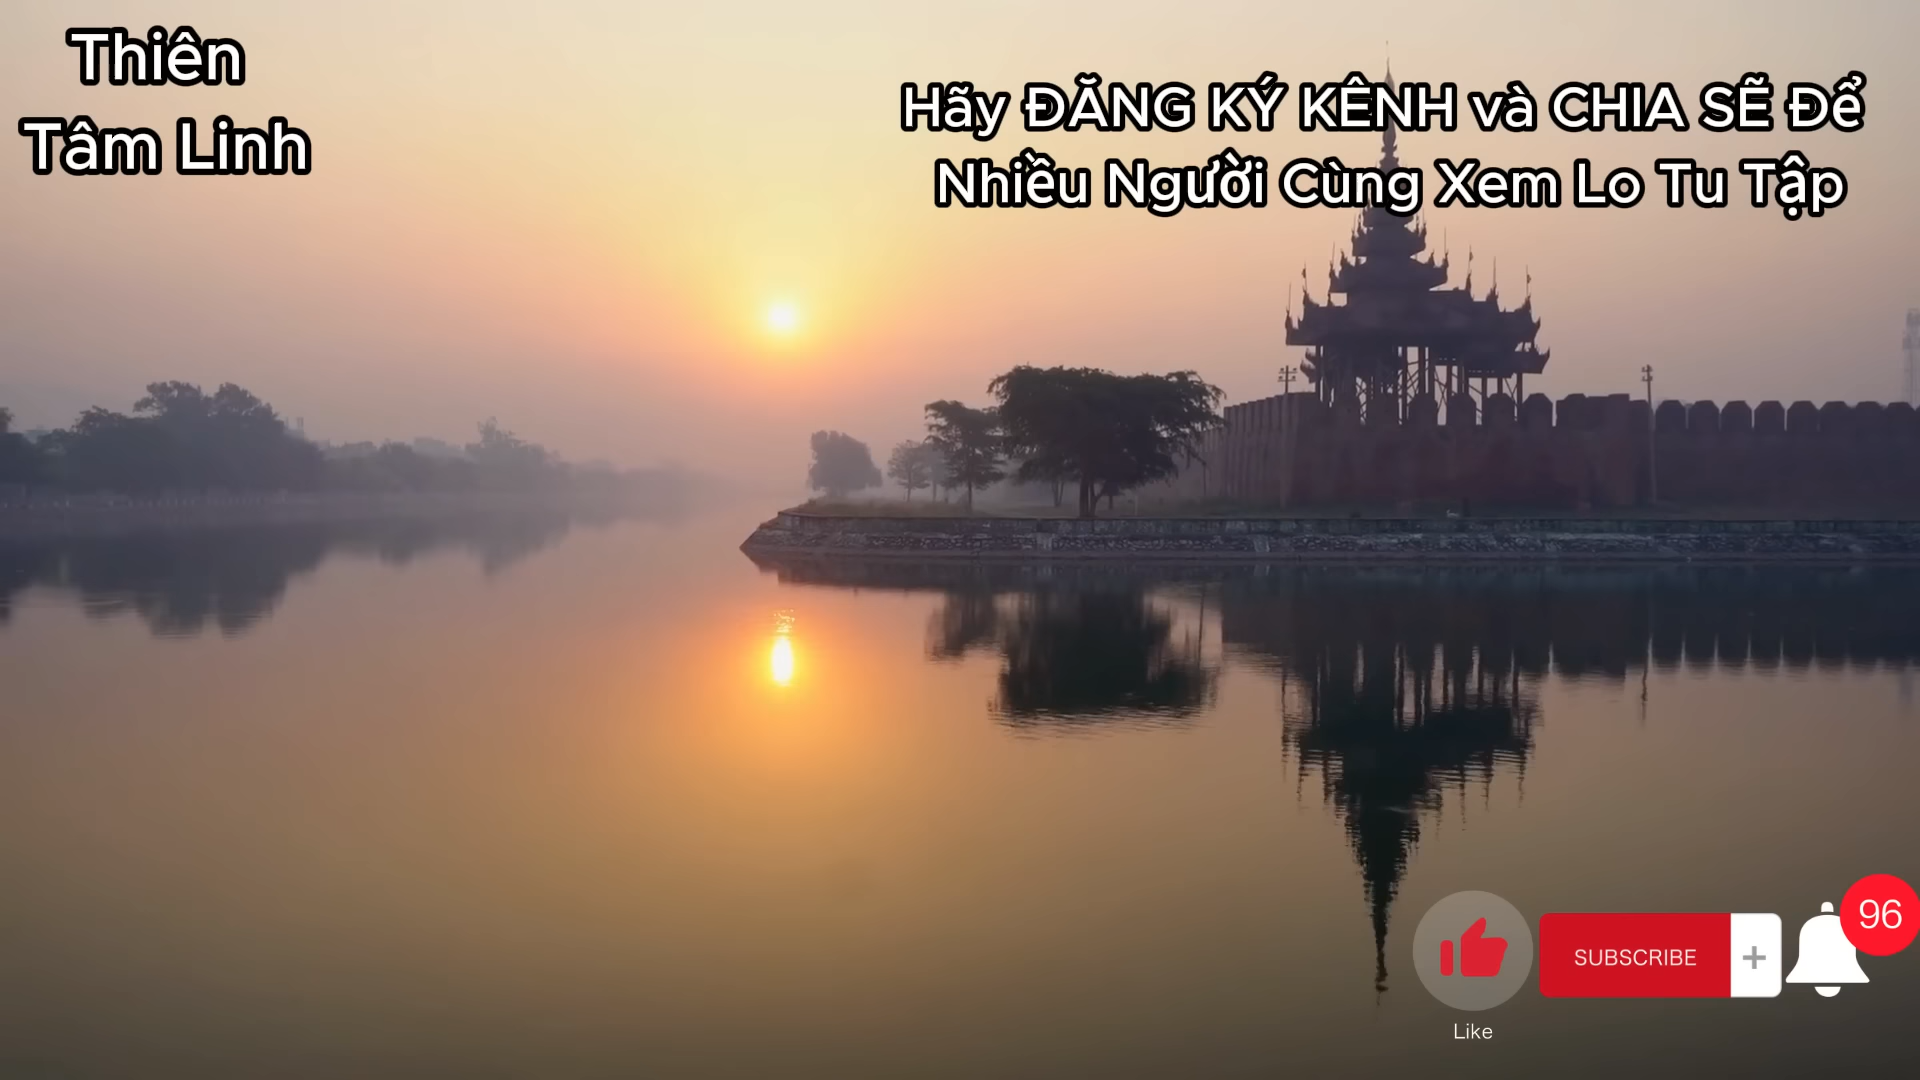 Thiên
Tâm Linh
Hãy ĐĂNG KÝ KÊNH và CHIA SẼ Để
Nhiều Người Cùng Xem Lo Tu Tập
96
SUBSCRIBE +
Like